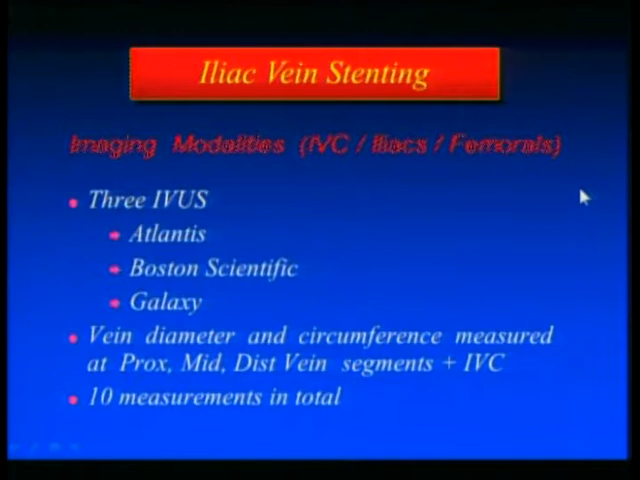 Iliac Vein Stenting
Imaging Modalities (IVC / Iliacs / Femorals)
Three IVUS
Atlantis
Boston Scientific
Galaxy
Vein diameter and circumference measured
at Prox, Mid, Dist Vein segments + IVC
10 measurements in total